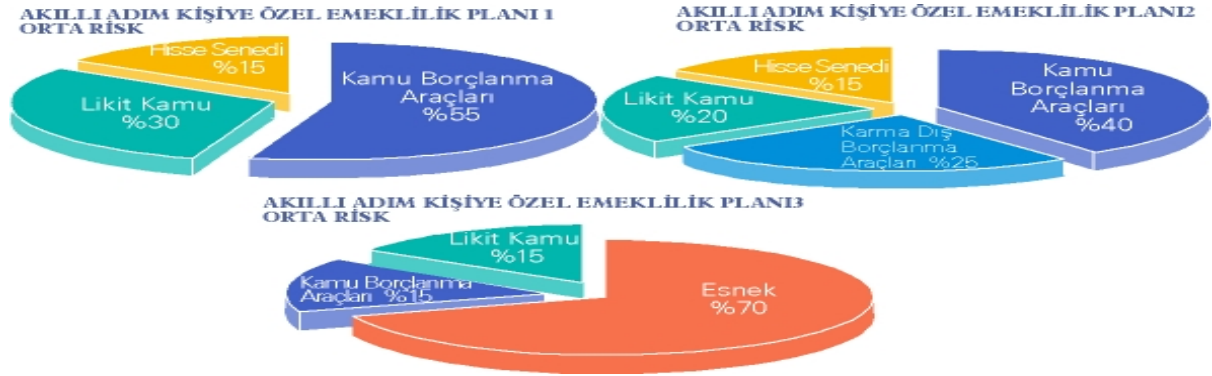 AKILLI ADIM KİŞİYE ÖZEL EMEKLİLİK PLANI 1
ORTA RİSK
Hisse Senedi
%15
Kamu Borçlanma
Araçları
%55
Likit Kamu
%30
AKILLI ADIM KİŞİYE ÖZEL EMEKLİLİK PLANI2
ORTA RİSK
Hisse Senedi
%15
Kamu
Borçlanma
Araçları
%40
Likit Kamu
%20
Karma Dış
Borçlanma
Araçları %25
AKILLI ADIM KİŞİYE ÖZEL EMEKLİLİK PLANI3
ORTA RİSK
Likit Kamu
%15
Kamu Borçlanma
Araçları %15
Esnek
%70